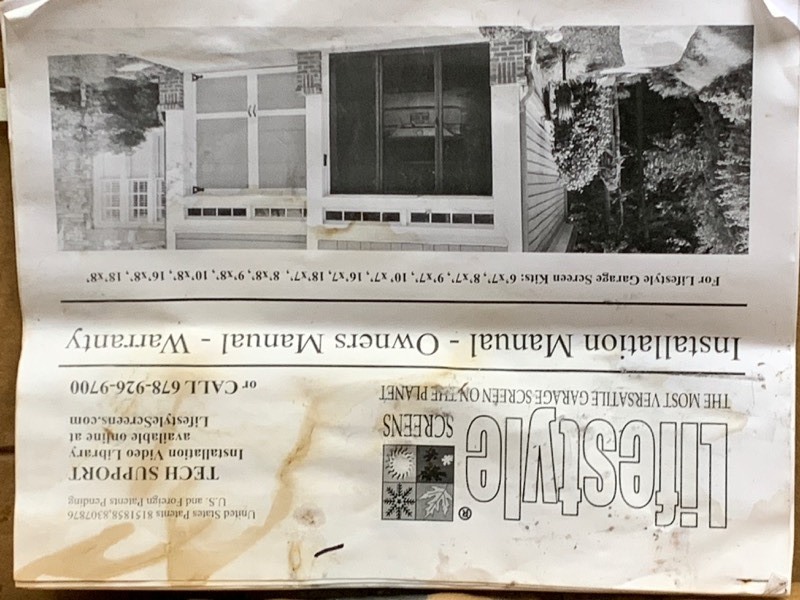 Lifestyle®
SCREENS
THE MOST VERSATILE GARAGE SCREEN ON THE PLANET
United States Patents 8151858,8307876
U.S. and Foreign Patents Pending
TECH SUPPORT
Installation Video Library
available online at
LifestyleScreens.com
or CALL 678-926-9700
Installation Manual - Owners Manual - Warranty
For Lifestyle Garage Screen Kits: 6'x7', 8'x7', 9'x7', 10'x7', 16'x7, 18'x7', 8'x8', 9'x8', 10'x8', 16'x8', 18'x8'